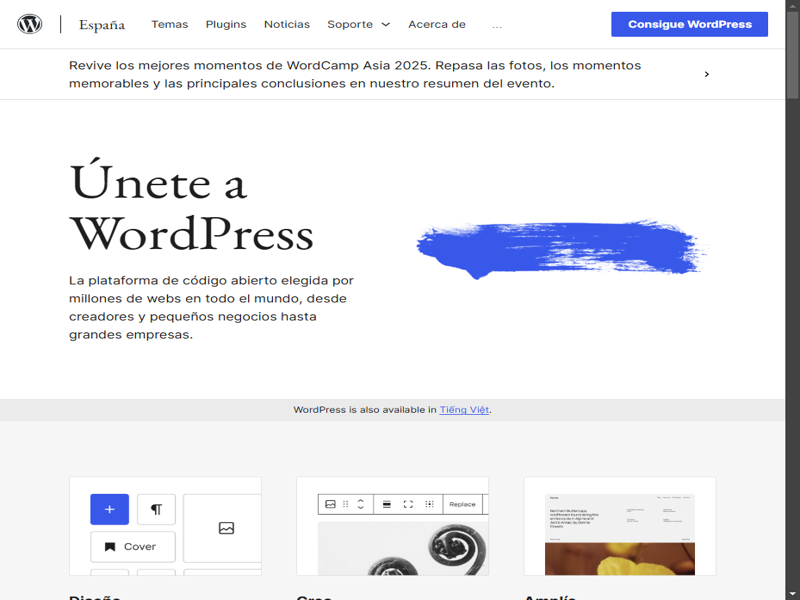 España
Temas
Plugins
Noticias
Soporte
Acerca de
...
Consigue WordPress
Revive los mejores momentos de WordCamp Asia 2025. Repasa las fotos, los momentos
memorables y las principales conclusiones en nuestro resumen del evento.
Únete a
WordPress
La plataforma de código abierto elegida por
millones de webs en todo el mundo, desde
creadores y pequeños negocios hasta
grandes empresas.
WordPress is also available in Tiếng Việt.
Cover
Replace
Diseño
Crea
Amplía